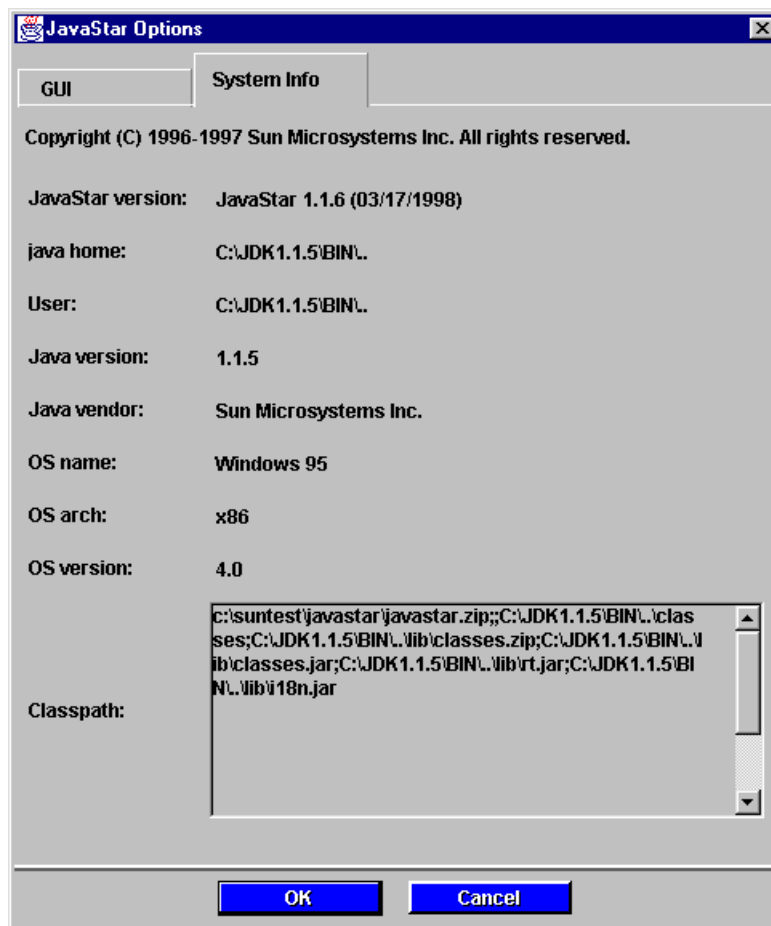 JavaStar Options
GUI
System Info
Copyright (C) 1996-1997 Sun Microsystems Inc. All rights reserved.
JavaStar version: JavaStar 1.1.6 (03/17/1998)
java home: C:\JDK1.1.5\BIN\..
User: C:\JDK1.1.5\BIN\..
Java version: 1.1.5
Java vendor: Sun Microsystems Inc.
OS name: Windows 95
OS arch: x86
OS version: 4.0
Classpath:
c:\suntest\javastar\javastar.zip;;C:\JDK1.1.5\BIN\..\clas
ses;C:\JDK1.1.5\BIN\..\lib\classes.zip;C:\JDK1.1.5\BIN\..\l
ib\classes.jar;C:\JDK1.1.5\BIN\..\lib\rt.jar;C:\JDK1.1.5\BI
N\..\lib\i18n.jar
OK
Cancel